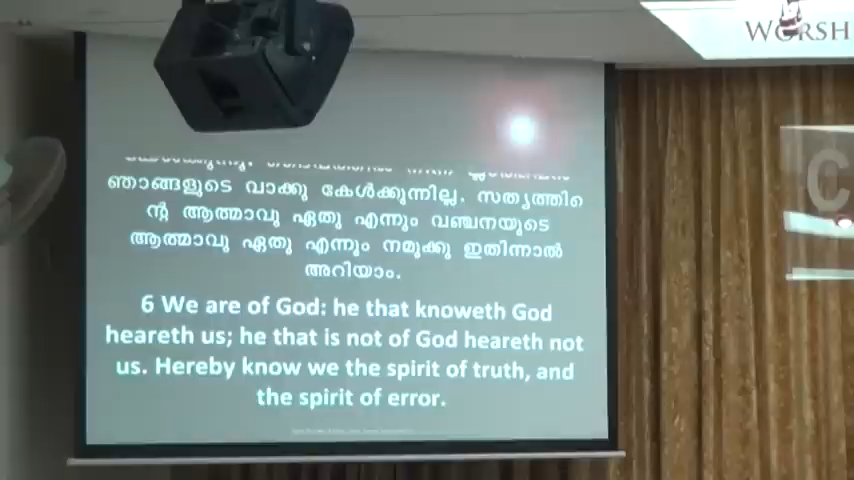 WORSH
ഞങ്ങളുടെ വാക്കു കേൾക്കുന്നില്ല. സത്യത്തി
ന്റ ആത്മാവു ഏതു എന്നും വഞ്ചനയുടെ
ആത്മാവു ഏതു എന്നും നമുക്കു ഇതിന്നാൽ
അറിയാം.
6 We are of God: he that knoweth God
heareth us; he that is not of God heareth not
us. Hereby know we the spirit of truth, and
the spirit of error.
C